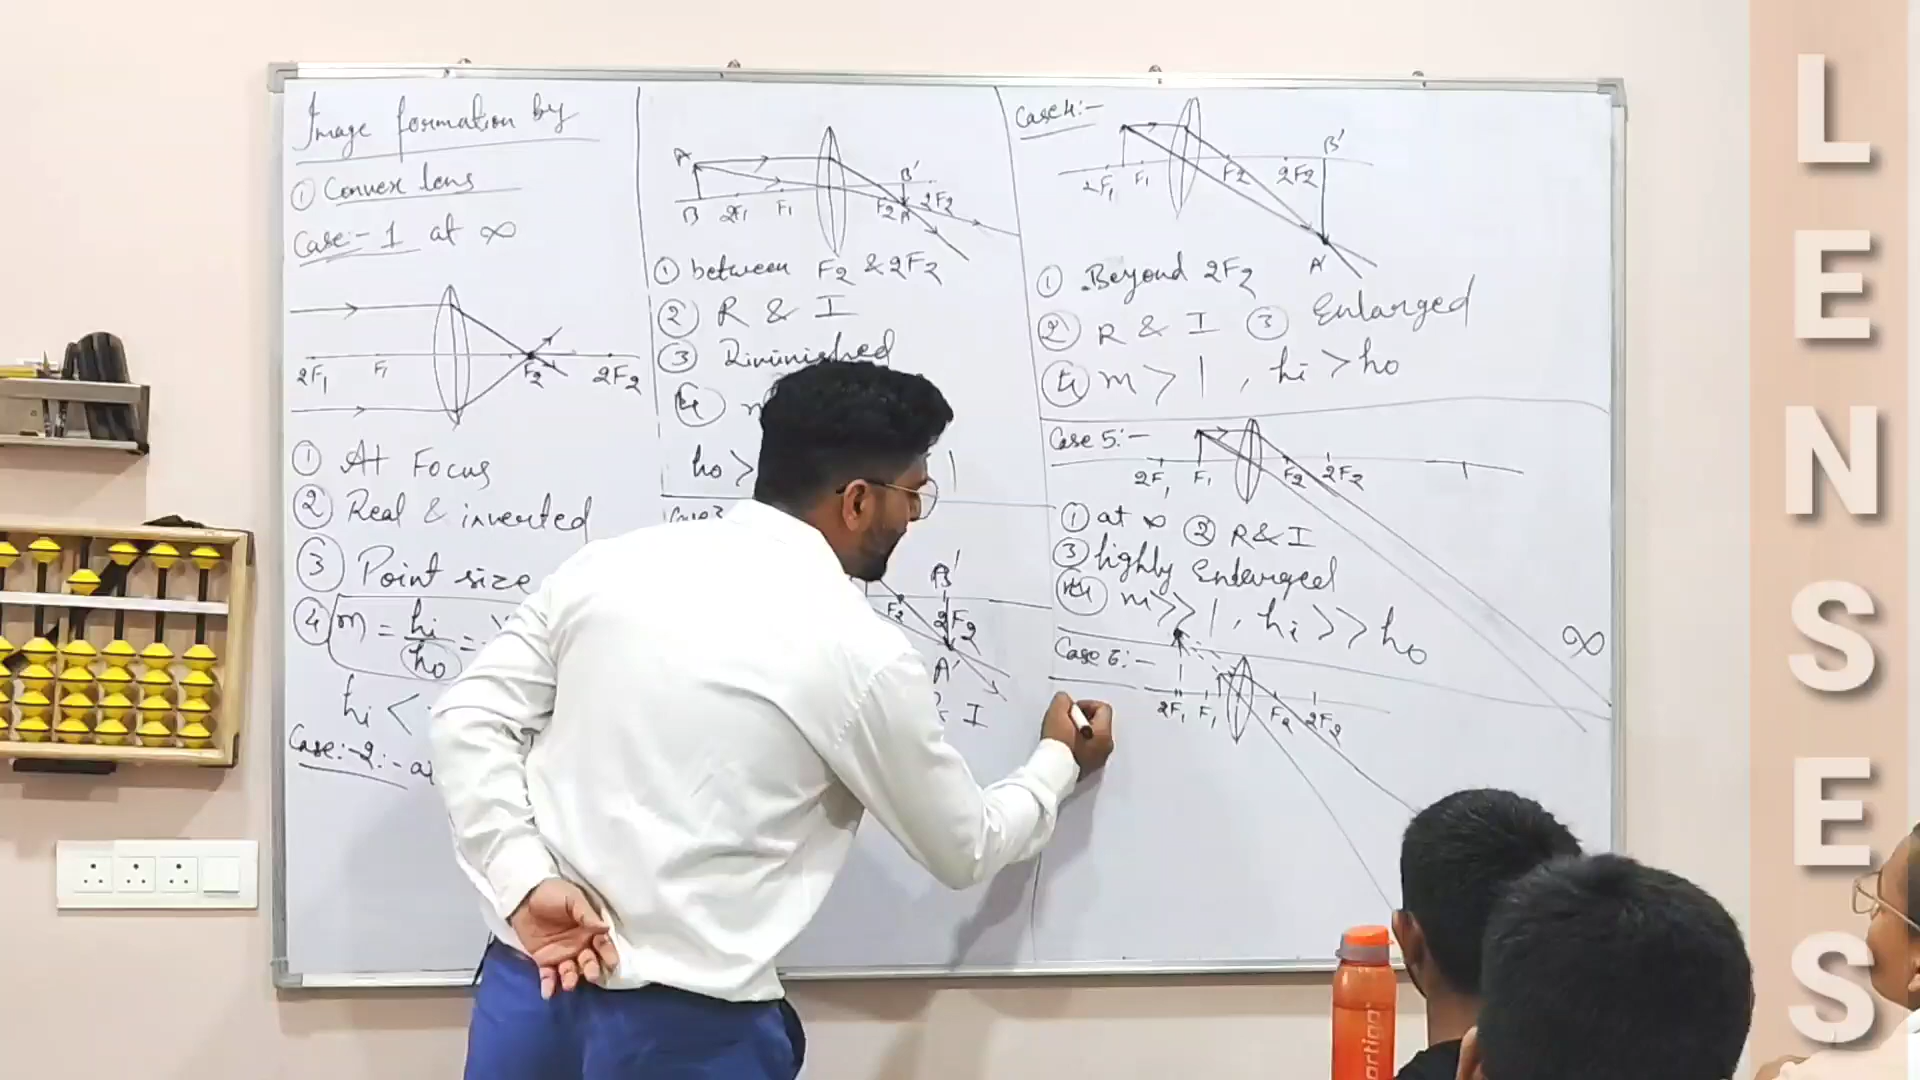 Image formation by
① Convex lens
Case:- 1 at ∞
2F₁ F₁ F₂ 2F₂
① At Focus
② Real & inverted
③ Point size
④ m = hi/ho =
hi <
Case:-2:-
A B'
B 2F₁ F₁ F₂ A' 2F₂
① between F₂ & 2F₂
② R & I
③ Diminished
④ m
ho >
Case3
B'
F₂ 2F₂
A'
& I
Case4:-
B'
2F₁ F₁ F₂ 2F₂
A'
① Beyond 2F₂
② R & I ③ Enlarged
④ m > 1, hi > ho
Case 5:-
2F₁ F₁ F₂ 2F₂
① at ∞ ② R & I
③ highly Enlarged
④ m >> 1, hi >> ho
∞
Case 6:-
2F₁ F₁ F₂ 2F₂
LENSES